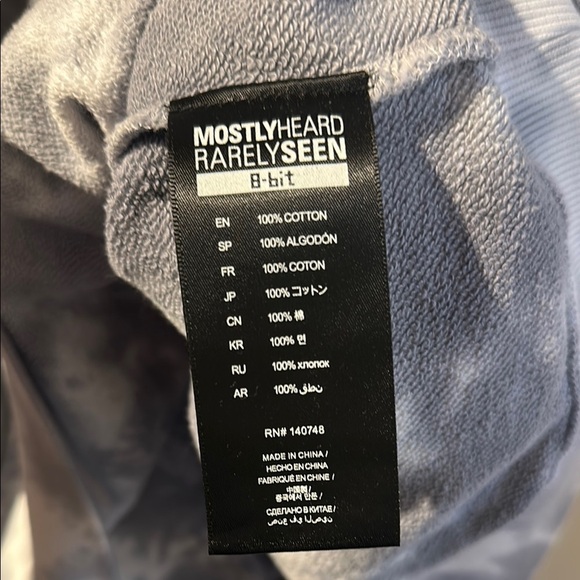 MOSTLYHEARD
RARELYSEEN
8-bit
EN 100% COTTON
SP 100% ALGODÓN
FR 100% COTON
JP 100% コットン
CN 100% 棉
KR 100% 면
RU 100% хлопок
AR 100% قطن
RN# 140748
MADE IN CHINA /
HECHO EN CHINA /
FABRIQUÉ EN CHINE /
中国製 /
중국에서 만든 /
СДЕЛАНО В КИТАЕ /
صنع في الصين